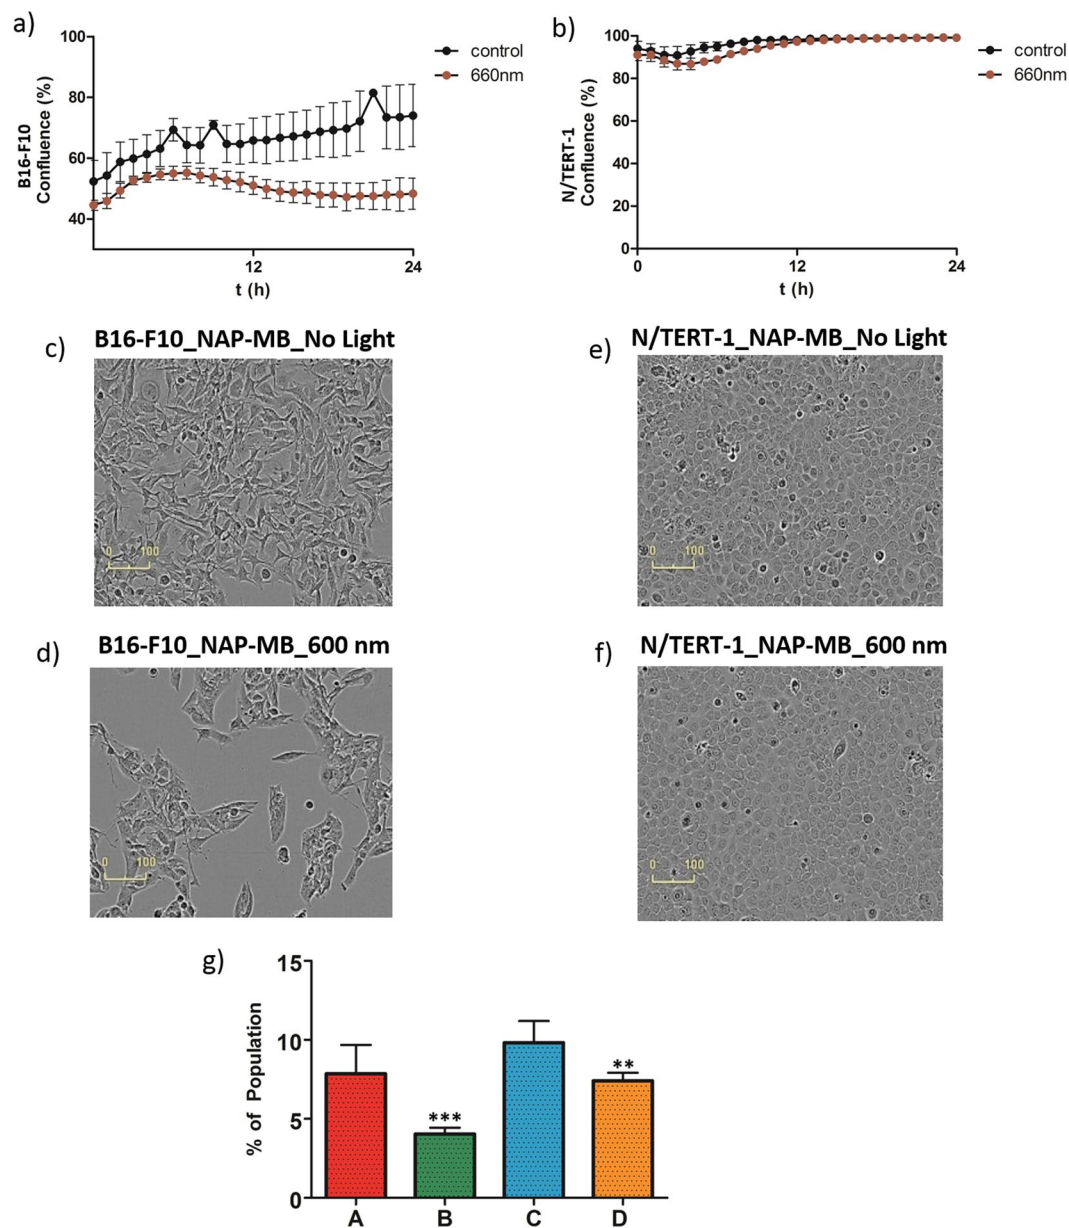 a)
B16-F10
Confluence (%)
100
80
60
40
12
24
t (h)
control
660nm
b)
N/TERT-1
Confluence (%)
100
80
60
40
20
0
0
12
24
t (h)
control
660nm
c)
B16-F10_NAP-MB_No Light
0 100
e)
N/TERT-1_NAP-MB_No Light
0 100
d)
B16-F10_NAP-MB_600 nm
0 100
f)
N/TERT-1_NAP-MB_600 nm
0 100
g)
% of Population
15
10
5
0
***
**
A B C D